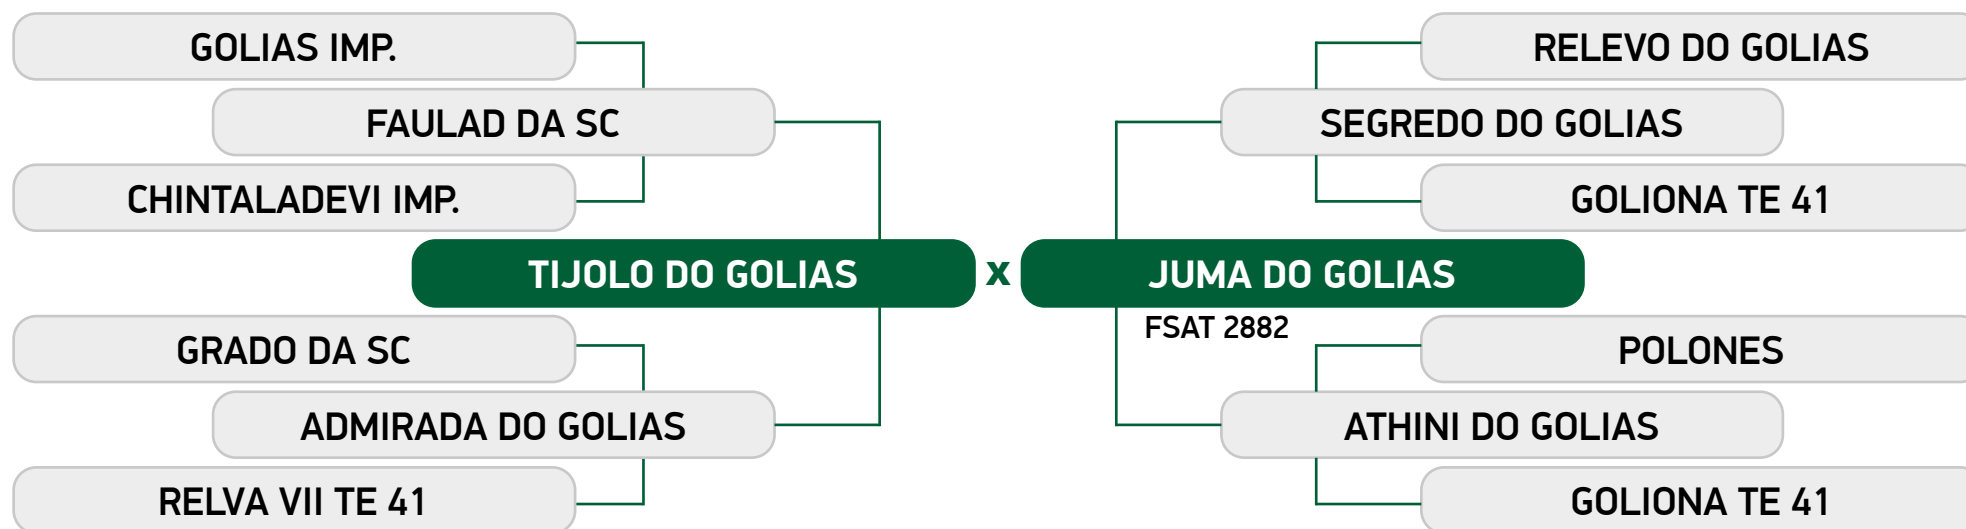 GOLIAS IMP.
FAULAD DA SC
CHINTALADEVI IMP.
TIJOLO DO GOLIAS
GRADO DA SC
ADMIRADA DO GOLIAS
RELVA VII TE 41
x
RELEVO DO GOLIAS
SEGREDO DO GOLIAS
GOLIONA TE 41
JUMA DO GOLIAS
FSAT 2882
POLONES
ATHINI DO GOLIAS
GOLIONA TE 41